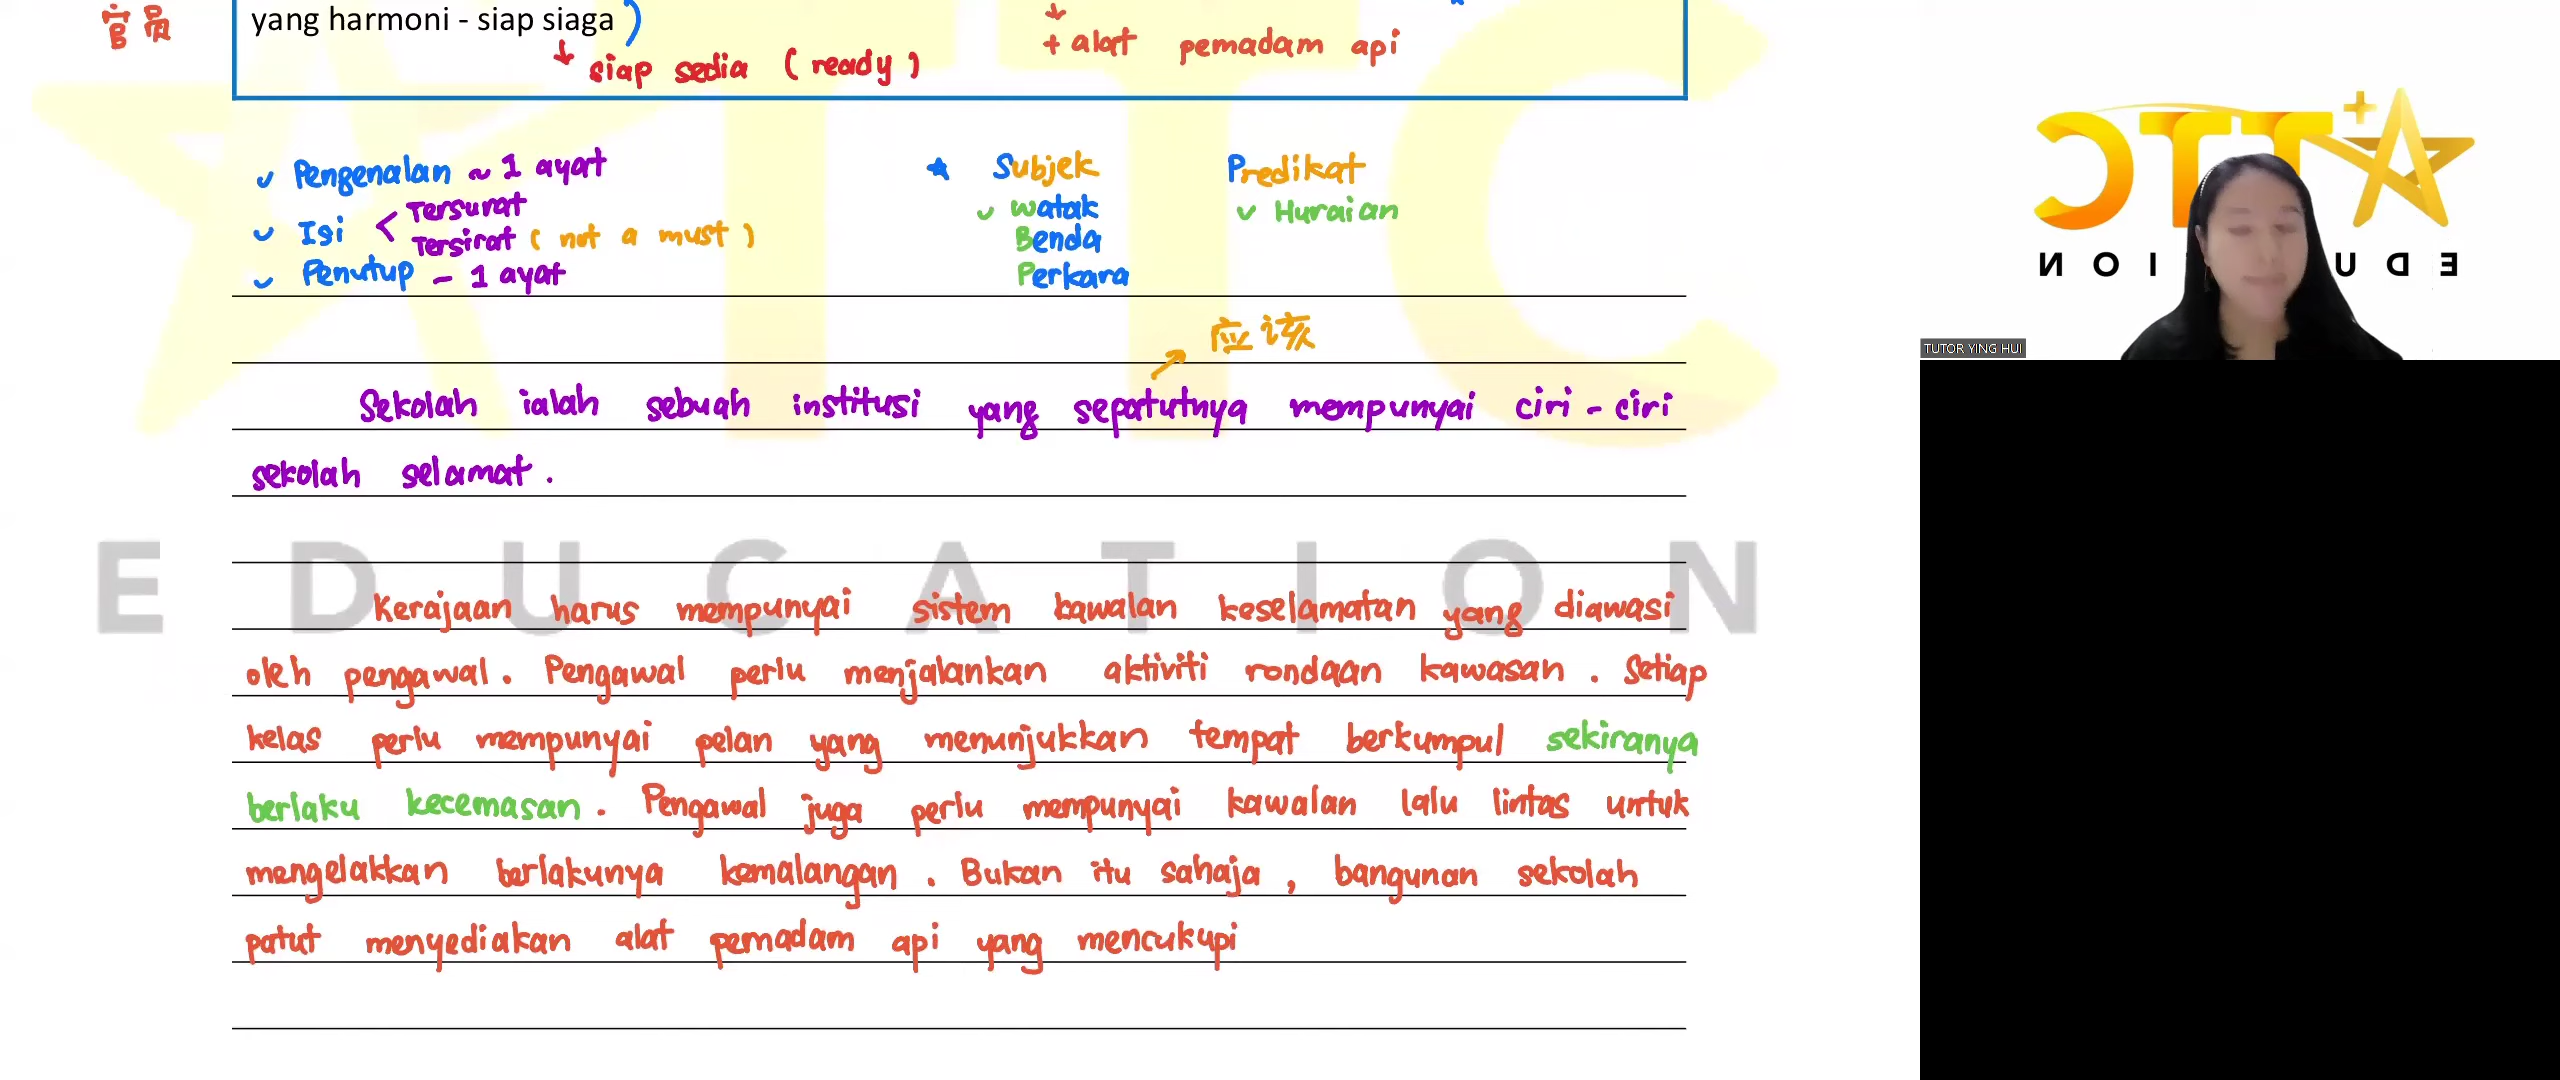 官员
yang harmoni - siap siaga )
↓ siap sedia ( ready )
↓
+ alat pemadam api
✓ Pengenalan ~ 1 ayat
✓ Isi < Tersurat
Tersirat ( not a must )
✓ Penutup - 1 ayat
★ Subjek Predikat
✓ Watak ✓ Huraian
Benda
Perkara
应该
Sekolah ialah sebuah institusi yang sepatutnya mempunyai ciri - ciri
sekolah selamat .
EDUCATION
Kerajaan harus mempunyai sistem kawalan keselamatan yang diawasi
oleh pengawal . Pengawal perlu menjalankan aktiviti rondaan kawasan . Setiap
kelas perlu mempunyai pelan yang menunjukkan tempat berkumpul sekiranya
berlaku kecemasan . Pengawal juga perlu mempunyai kawalan lalu lintas untuk
mengelakkan berlakunya kemalangan . Bukan itu sahaja , bangunan sekolah
patut menyediakan alat pemadam api yang mencukupi
TUTOR YING HUI